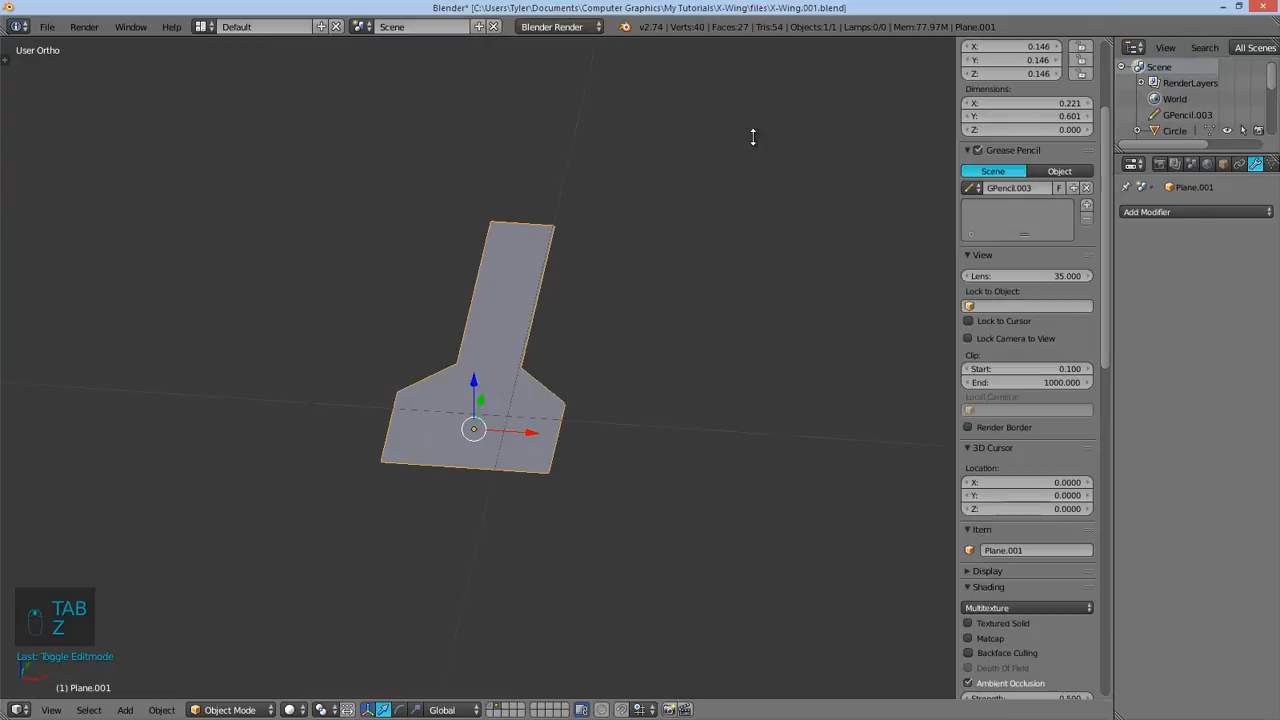 Blender* [C:\Users\Tyler\Documents\Computer Graphics\My Tutorials\X-Wing\files\X-Wing.001.blend]
File Render Window Help Default Scene Blender Render v2.74 | Verts:40 | Faces:27 | Tris:54 | Objects:1/1 | Lamps:0/0 | Mem:77.97M | Plane.001
User Ortho
X: 0.146
Y: 0.146
Z: 0.146
Dimensions:
X: 0.221
Y: 0.601
Z: 0.000
Grease Pencil
Scene Object
GPencil.003 F
View
Lens: 35.000
Lock to Object:
Lock to Cursor
Lock Camera to View
Clip:
Start: 0.100
End: 1000.000
Local Camera:
Render Border
3D Cursor
Location:
X: 0.0000
Y: 0.0000
Z: 0.0000
Item
Plane.001
Display
Shading
Multitexture
Textured Solid
Matcap
Backface Culling
Depth Of Field
Ambient Occlusion
Strength: 0.500
View Search All Scenes
Scene
RenderLayers
World
GPencil.003
Circle
Plane.001
Add Modifier
TAB
Z
Last: Toggle Editmode
(1) Plane.001
View Select Add Object Object Mode Global